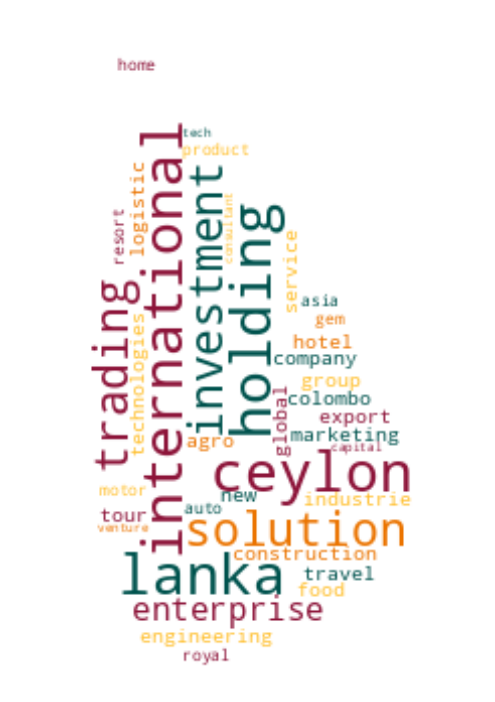 home
tech
product
international
logistic
investment
consultant
holding
resort
service
trading
technologies
asia
gem
hotel
company
group
global
colombo
export
marketing
agro
capital
ceylon
motor
new
industrie
auto
tour
solution
venture
construction
lanka
travel
food
enterprise
engineering
royal